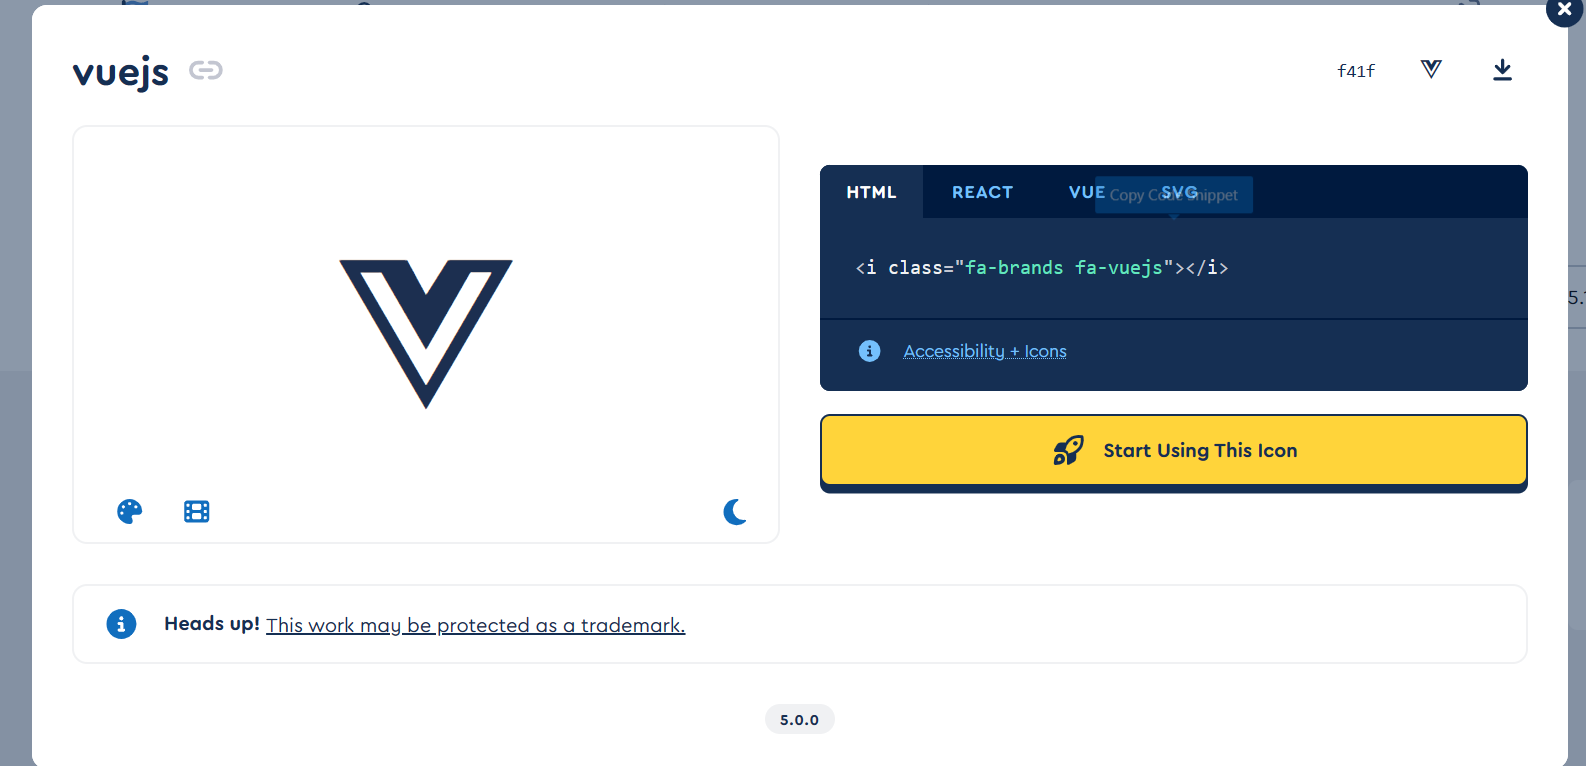 vuejs
f41f
HTML
REACT
VUE
SVG
Copy Code Snippet
<i class="fa-brands fa-vuejs"></i>
Accessibility + Icons
Start Using This Icon
Heads up! This work may be protected as a trademark.
5.0.0